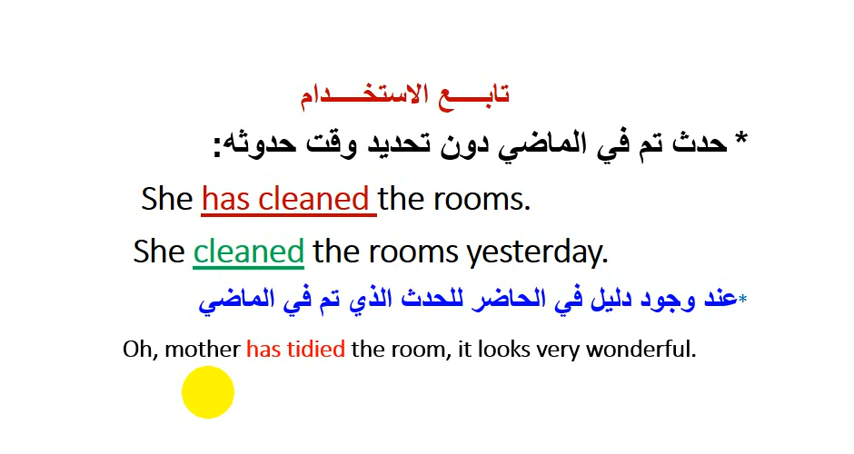 تابـــــع الاستخـــــدام
* حدث تم في الماضي دون تحديد وقت حدوثه:
She has cleaned the rooms.
She cleaned the rooms yesterday.
*عند وجود دليل في الحاضر للحدث الذي تم في الماضي
Oh, mother has tidied the room, it looks very wonderful.